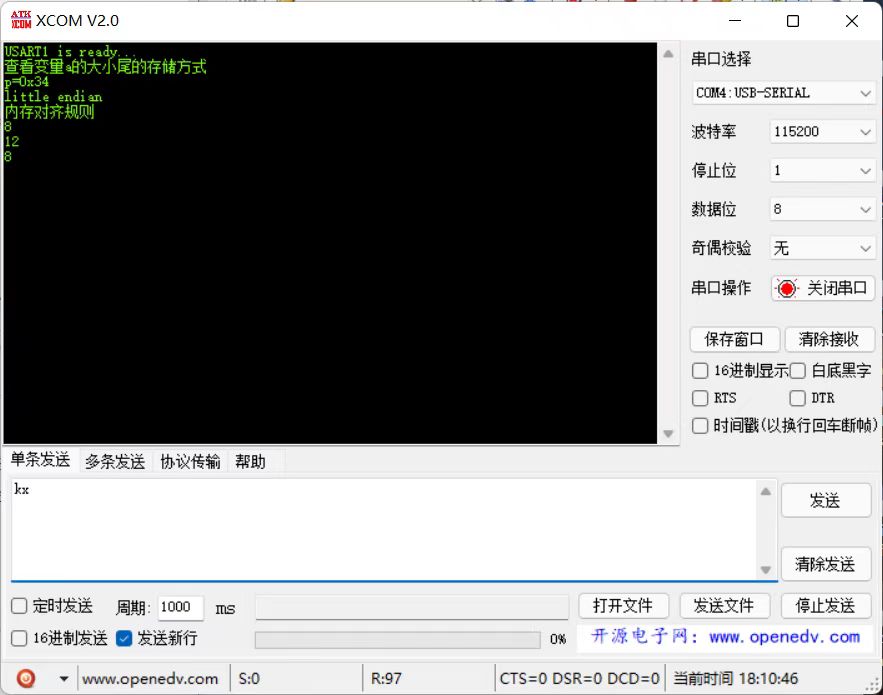 ATK
XCOM XCOM V2.0
USART1 is ready...
查看变量a的大小尾的存储方式
p=0x34
little endian
内存对齐规则
8
12
8
串口选择
COM4:USB-SERIAL
波特率 115200
停止位 1
数据位 8
奇偶校验 无
串口操作 关闭串口
保存窗口 清除接收
16进制显示 白底黑字
RTS DTR
时间戳(以换行回车断帧)
单条发送 多条发送 协议传输 帮助
kx
发送
清除发送
定时发送 周期: 1000 ms 打开文件 发送文件 停止发送
16进制发送 发送新行 0% 开源电子网: www.openedv.com
www.openedv.com S:0 R:97 CTS=0 DSR=0 DCD=0 当前时间 18:10:46